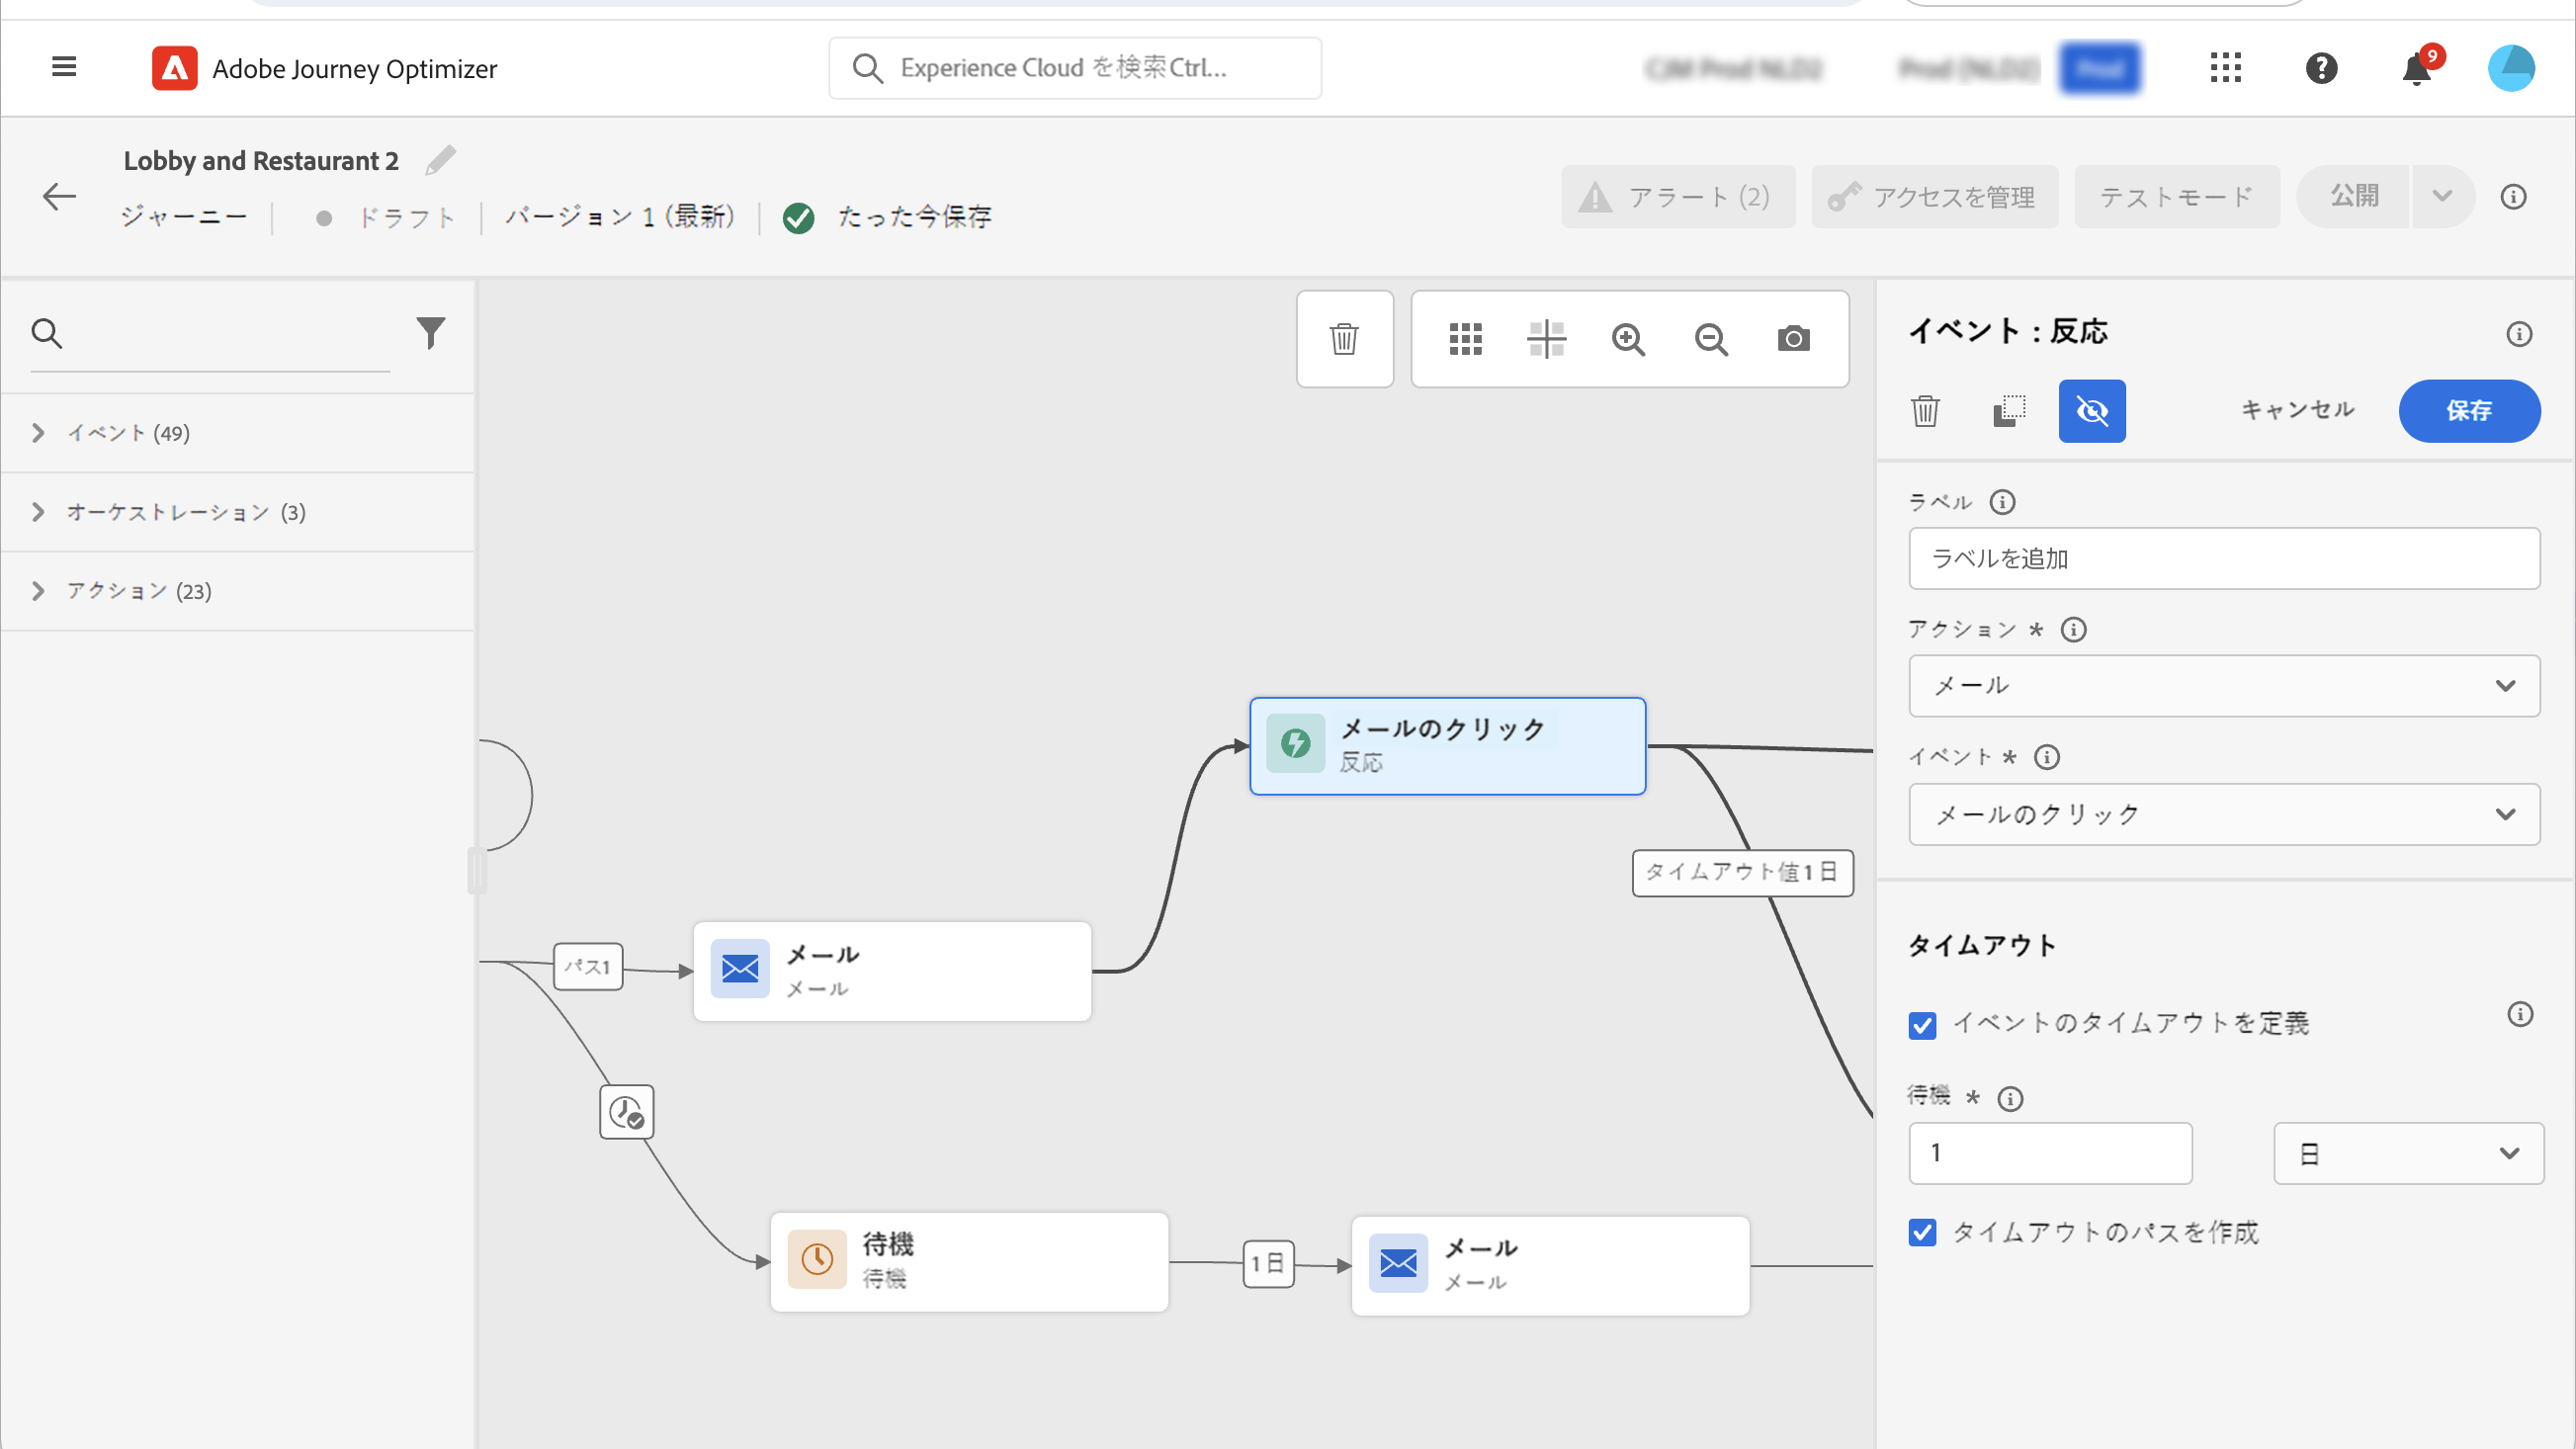 Adobe Journey Optimizer
Experience Cloud を検索Ctrl...
9
Lobby and Restaurant 2
ジャーニー
ドラフト
バージョン 1 (最新)
たった今保存
アラート (2)
アクセスを管理
テストモード
公開
イベント (49)
オーケストレーション (3)
アクション (23)
メールのクリック
反応
タイムアウト値1日
パス1
メール
メール
待機
待機
1日
メール
メール
イベント : 反応
キャンセル
保存
ラベル
ラベルを追加
アクション *
メール
イベント *
メールのクリック
タイムアウト
イベントのタイムアウトを定義
待機 *
1
日
タイムアウトのパスを作成